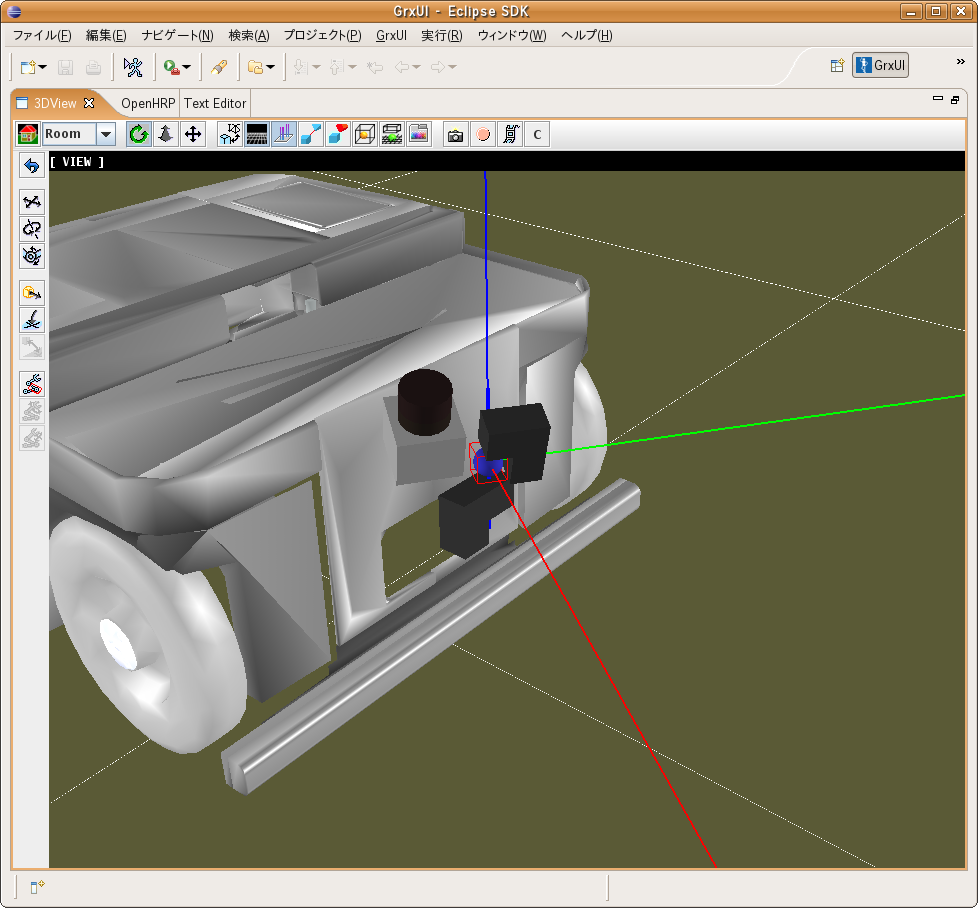 GrxUI - Eclipse SDK
ファイル(F) 編集(E) ナビゲート(N) 検索(A) プロジェクト(P) GrxUI 実行(R) ウィンドウ(W) ヘルプ(H)
GrxUI
3DView OpenHRP Text Editor
Room C
[ VIEW ]